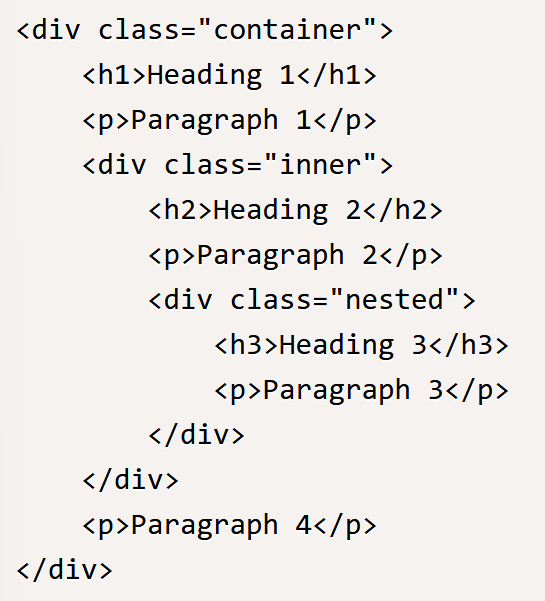 <div class="container">
    <h1>Heading 1</h1>
    <p>Paragraph 1</p>
    <div class="inner">
        <h2>Heading 2</h2>
        <p>Paragraph 2</p>
        <div class="nested">
            <h3>Heading 3</h3>
            <p>Paragraph 3</p>
        </div>
    </div>
    <p>Paragraph 4</p>
</div>